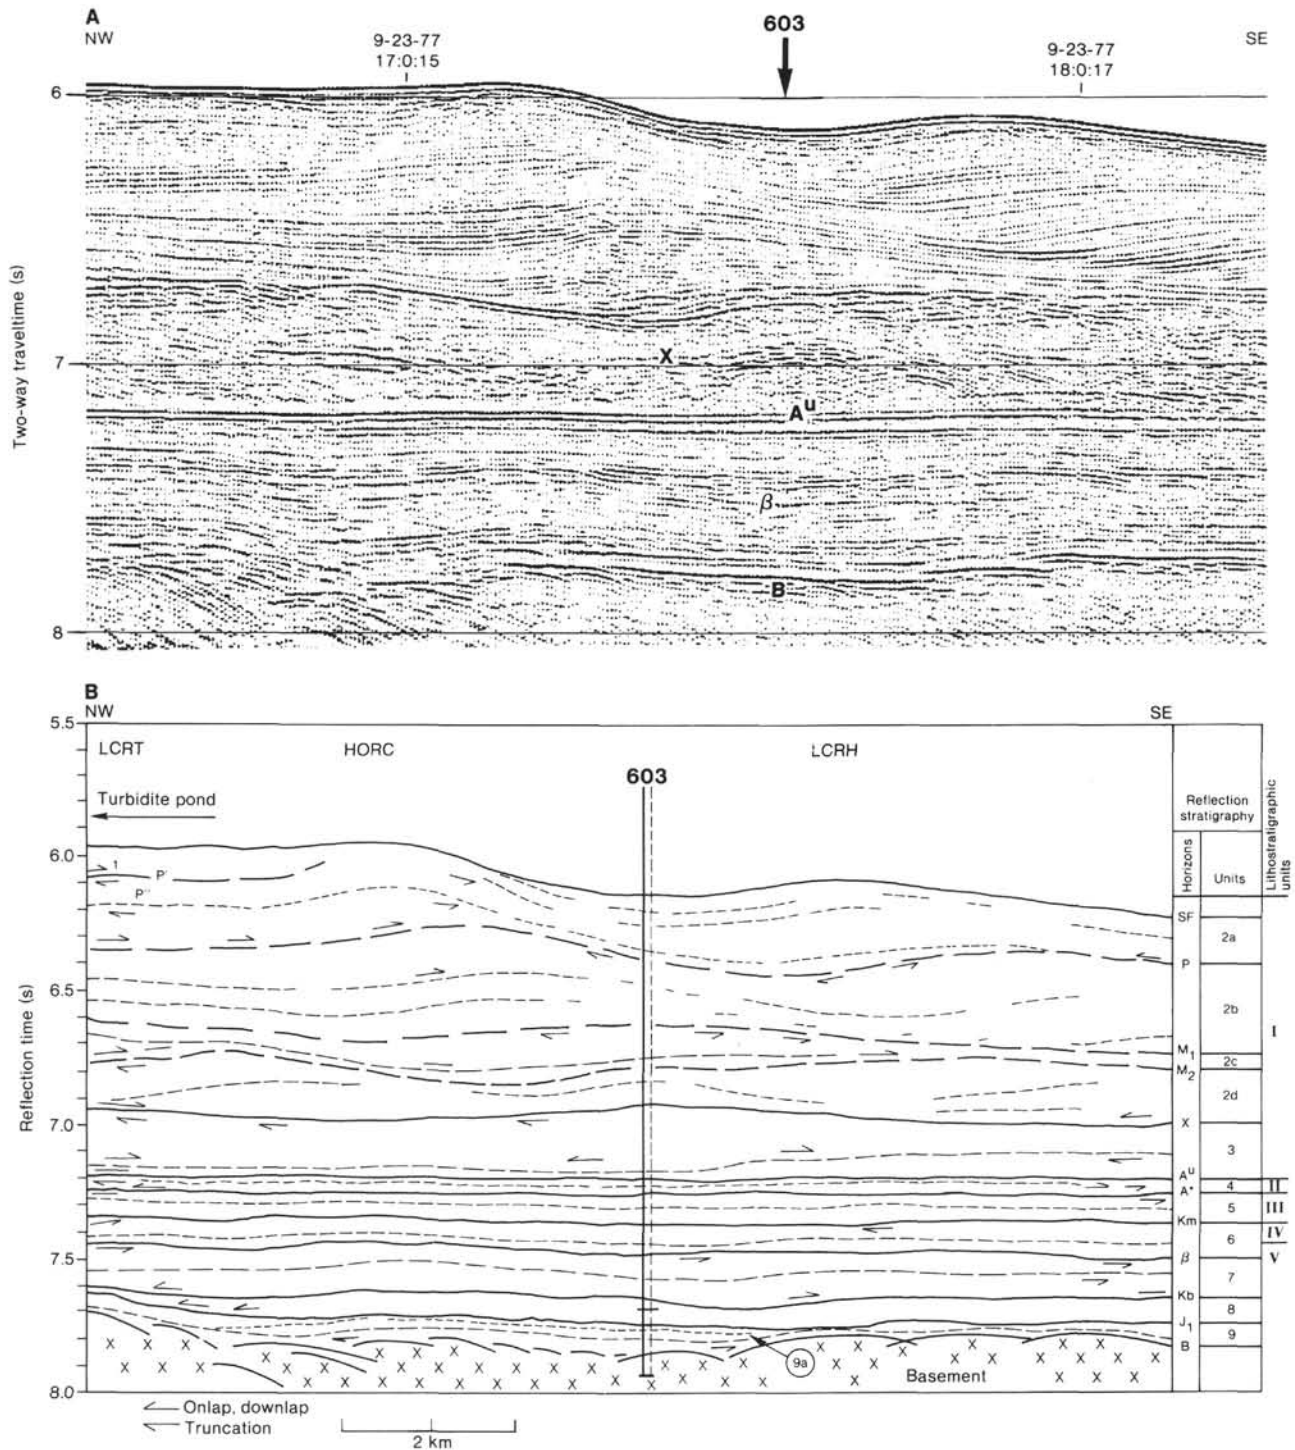 A
NW
603
SE
9-23-77
17:0:15
9-23-77
18:0:17
Two-way traveltime (s)
6
7
8
X
Aᵘ
β
B
B
NW
SE
5.5
6.0
6.5
7.0
7.5
8.0
Reflection time (s)
LCRT
HORC
LCRH
603
Turbidite pond
1
P'
P''
Reflection
stratigraphy
Lithostratigraphic
units
Horizons
Units
SF
2a
P
2b
I
M₁
2c
M₂
2d
X
3
Aᵘ
4
II
A*
5
III
Km
IV
6
β
V
7
Kb
8
J₁
9
B
9a
Basement
X X X X X X X X X X X X X X X X X X X X X X X X X X X X X X X X X X X X X X X X X X X X
Onlap, downlap
Truncation
2 km